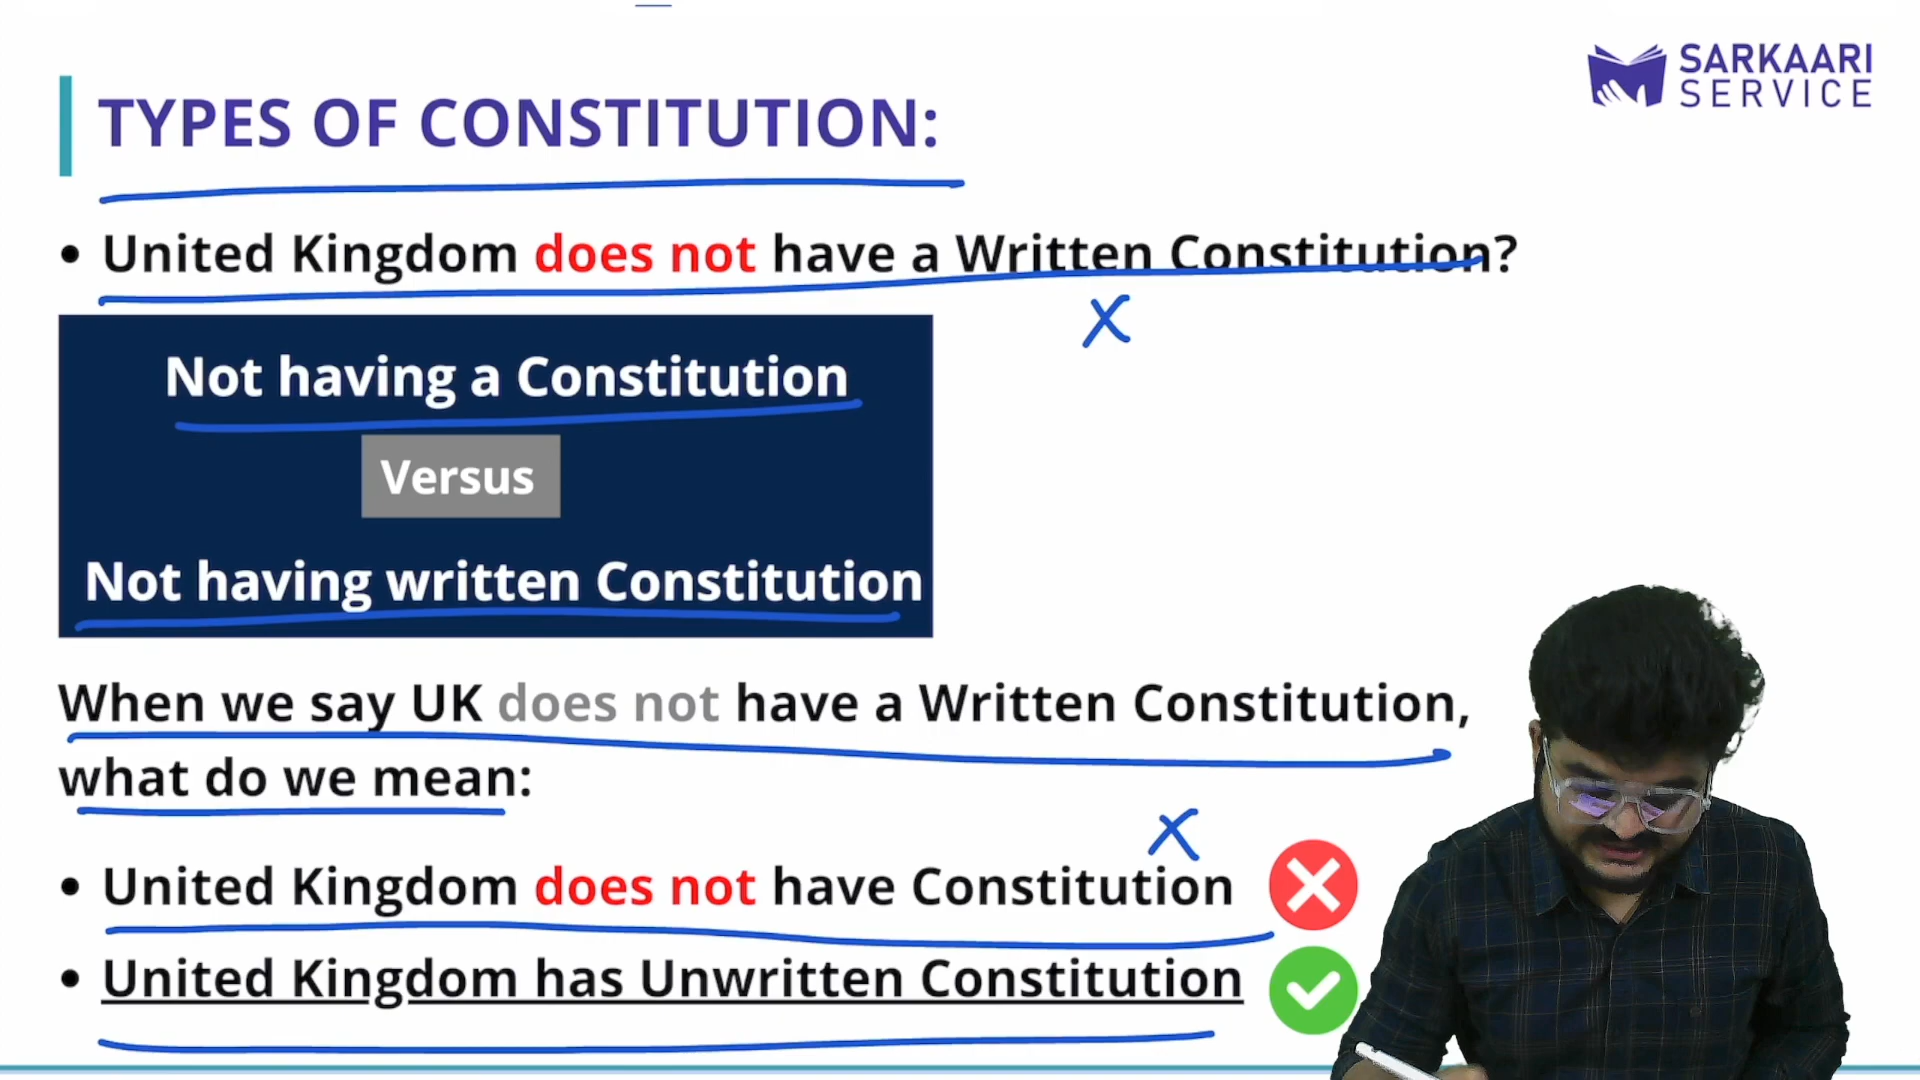 SARKAARI
SERVICE
TYPES OF CONSTITUTION:
• United Kingdom does not have a Written Constitution?
X
Not having a Constitution
Versus
Not having written Constitution
When we say UK does not have a Written Constitution,
what do we mean:
X
• United Kingdom does not have Constitution
• United Kingdom has Unwritten Constitution